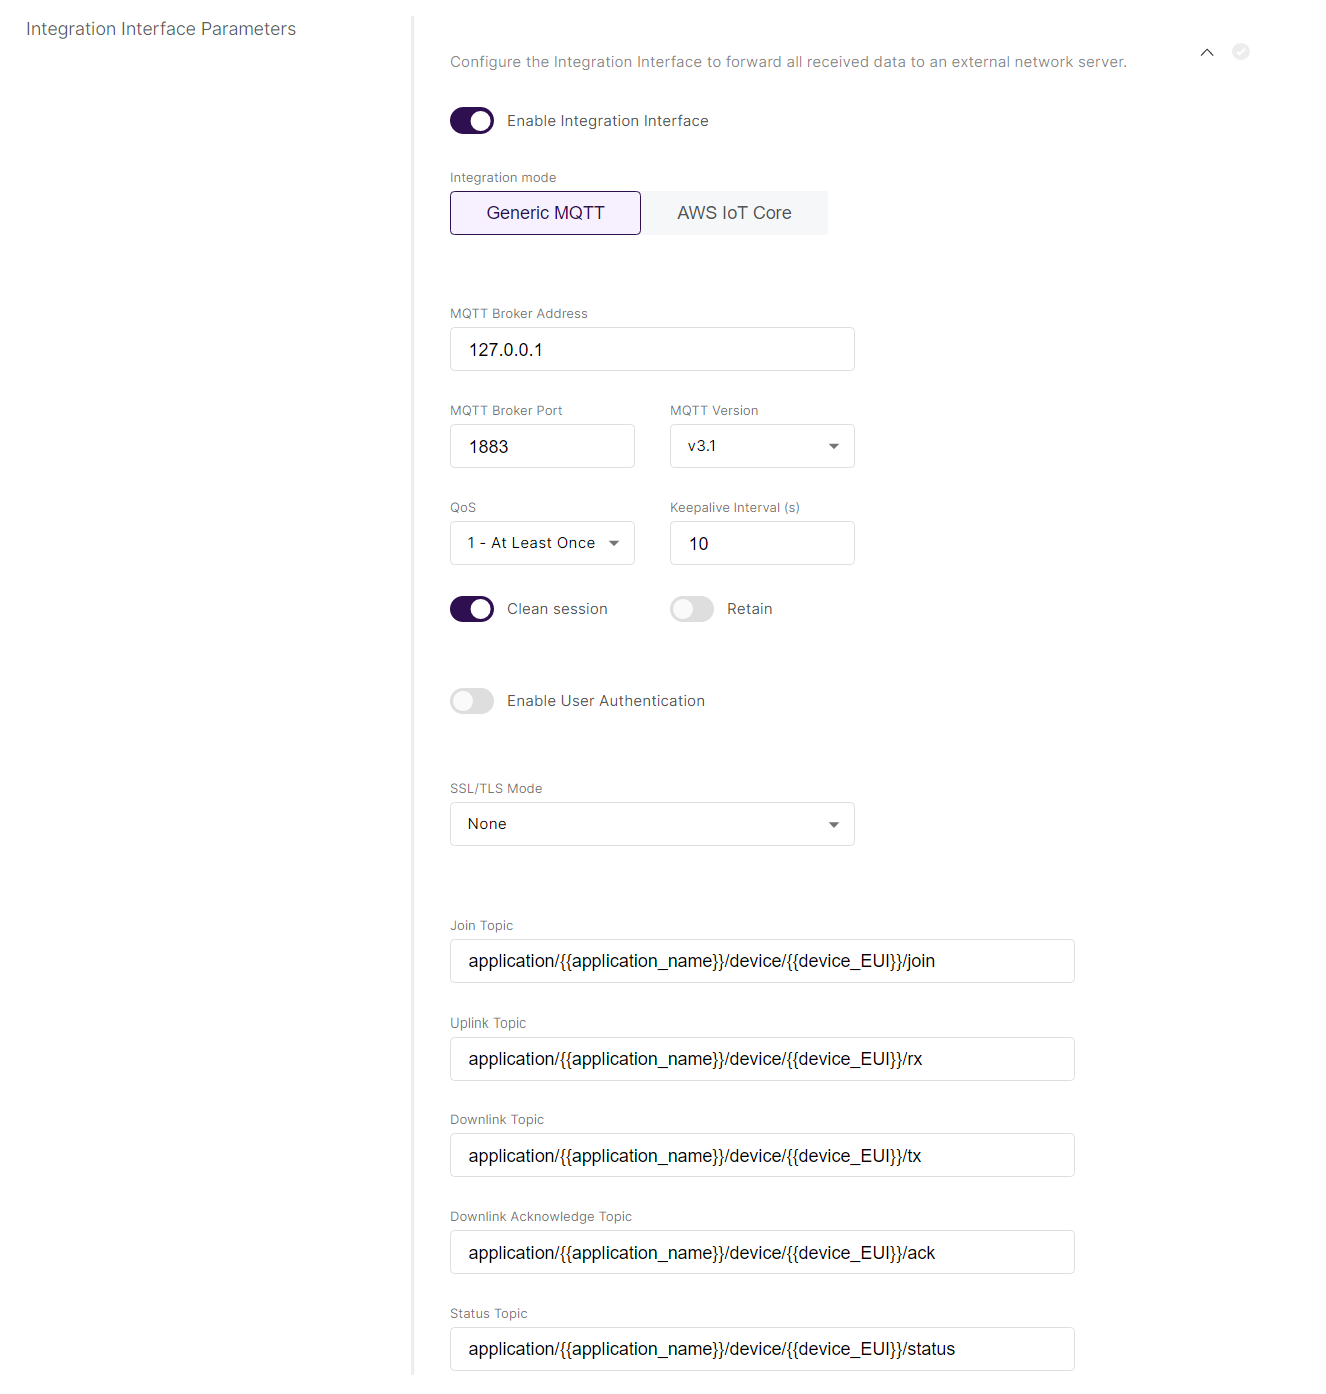 Integration Interface Parameters
Configure the Integration Interface to forward all received data to an external network server.
Enable Integration Interface
Integration mode
Generic MQTT
AWS IoT Core
MQTT Broker Address
127.0.0.1
MQTT Broker Port
MQTT Version
1883
v3.1
QoS
Keepalive Interval (s)
1 - At Least Once
10
Clean session
Retain
Enable User Authentication
SSL/TLS Mode
None
Join Topic
application/{{application_name}}/device/{{device_EUI}}/join
Uplink Topic
application/{{application_name}}/device/{{device_EUI}}/rx
Downlink Topic
application/{{application_name}}/device/{{device_EUI}}/tx
Downlink Acknowledge Topic
application/{{application_name}}/device/{{device_EUI}}/ack
Status Topic
application/{{application_name}}/device/{{device_EUI}}/status